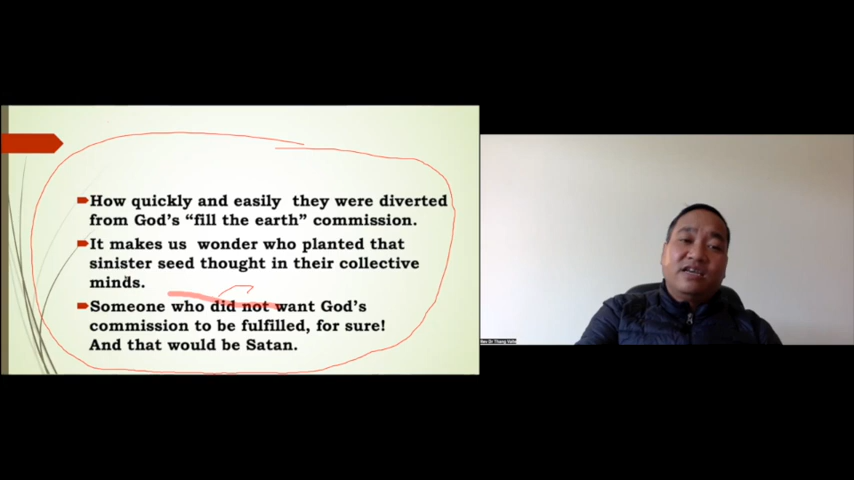 How quickly and easily they were diverted
from God's “fill the earth” commission.
It makes us wonder who planted that
sinister seed thought in their collective
minds.
Someone who did not want God's
commission to be fulfilled, for sure!
And that would be Satan.